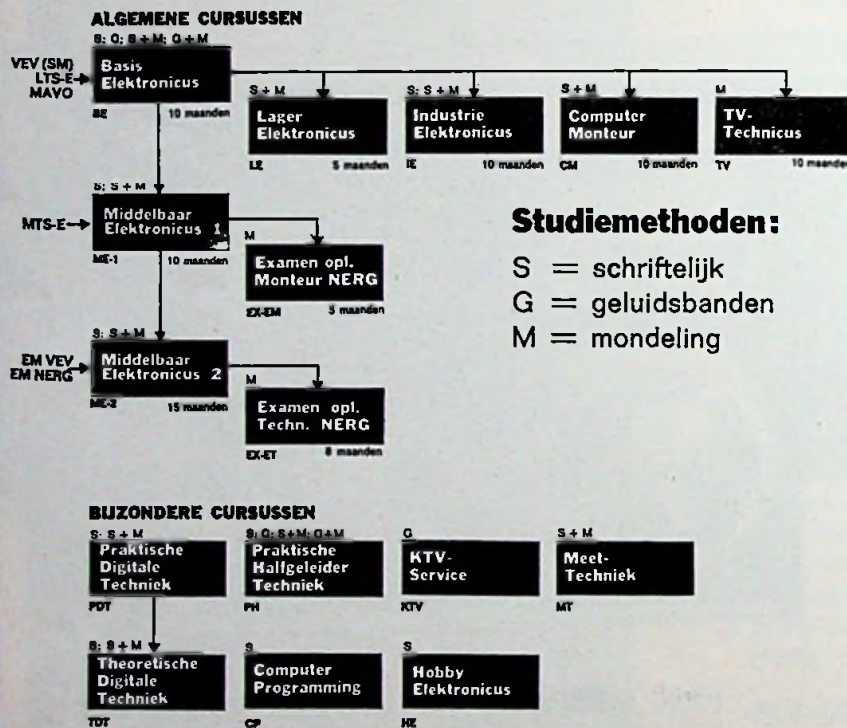 ALGEMENE CURSUSSEN
S; G; S + M; G + M
VEV (SM)
LTS-E
MAVO
Basis
Elektronicus
BE 10 maanden
S + M
Lager
Elektronicus
LE 5 maanden
S; S + M
Industrie
Elektronicus
IE 10 maanden
S + M
Computer
Monteur
CM 10 maanden
M
TV-
Technicus
TV 10 maanden
S; S + M
MTS-E
Middelbaar
Elektronicus 1
ME-1 10 maanden
M
Examen opl.
Monteur NERG
EX-EM 3 maanden
S; S + M
EM VEV
EM NERG
Middelbaar
Elektronicus 2
ME-2 15 maanden
M
Examen opl.
Techn. NERG
EX-ET 8 maanden
Studiemethoden:
S = schriftelijk
G = geluidsbanden
M = mondeling
BIJZONDERE CURSUSSEN
S; S + M
Praktische
Digitale
Techniek
PDT
S; G; S+M; G+M
Praktische
Halfgeleider
Techniek
PH
G
KTV-
Service
KTV
S + M
Meet-
Techniek
MT
S; S + M
Theoretische
Digitale
Techniek
TDT
S
Computer
Programming
CP
S
Hobby
Elektronicus
HE